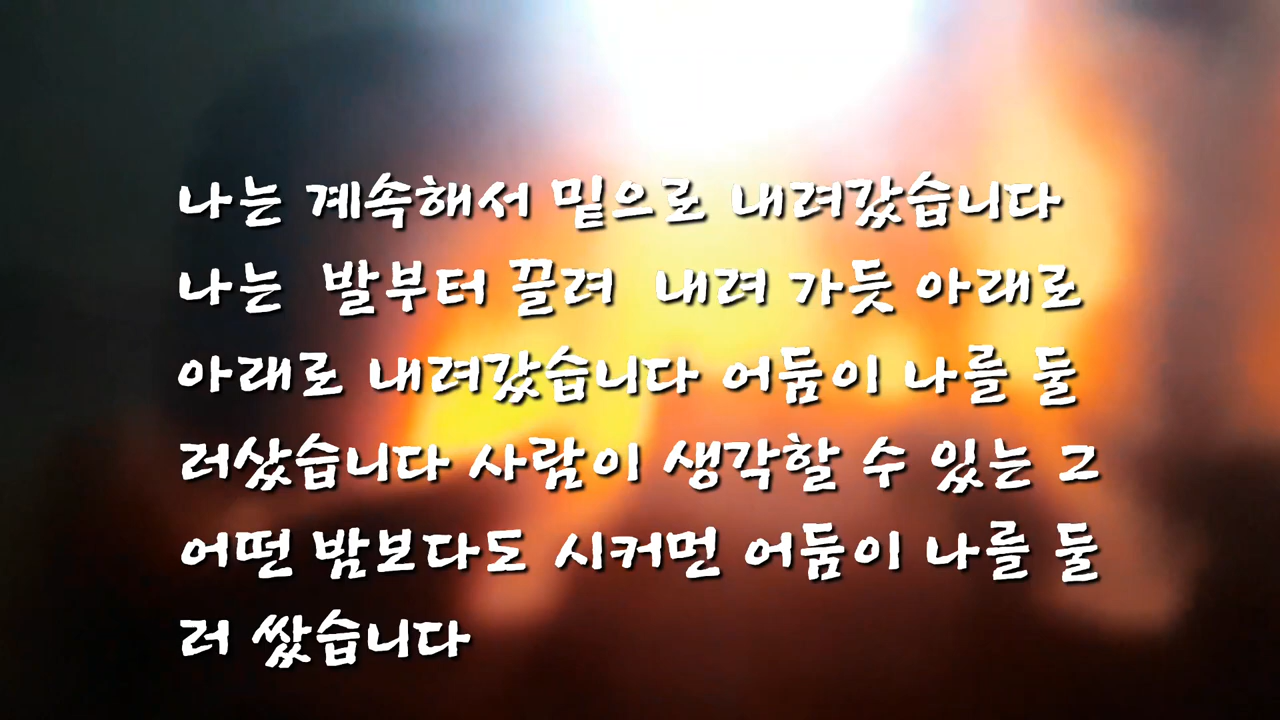 나는 계속해서 밑으로 내려갔습니다
나는 발부터 끌려 내려 가듯 아래로
아래로 내려갔습니다 어둠이 나를 둘
러샀습니다 사람이 생각할 수 있는 그
어떤 밤보다도 시커먼 어둠이 나를 둘
러 쌌습니다